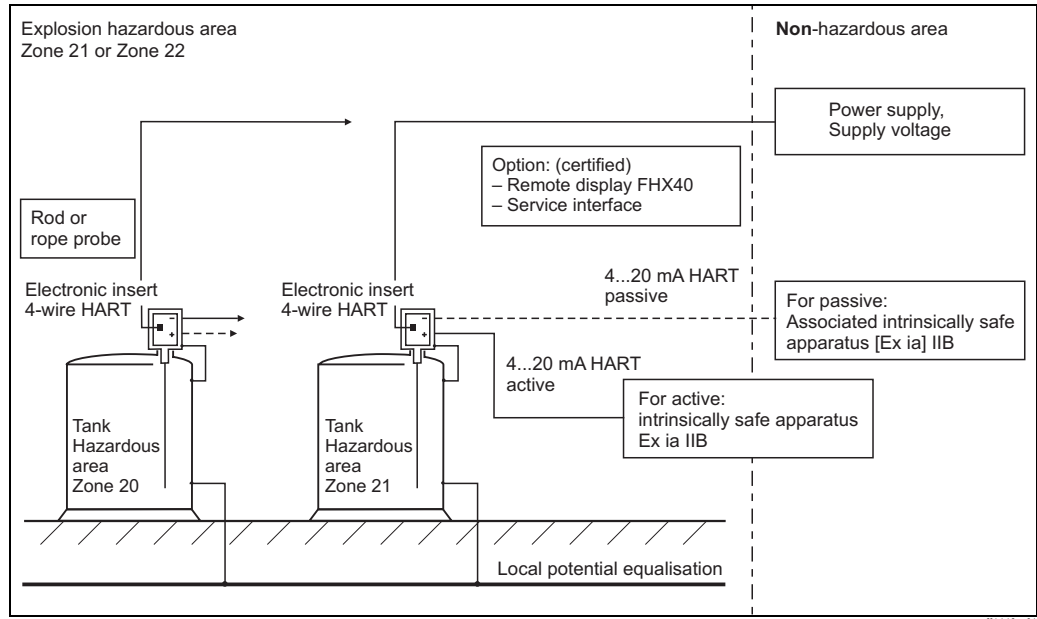 Explosion hazardous area
Zone 21 or Zone 22
Non-hazardous area
Power supply,
Supply voltage
Option: (certified)
– Remote display FHX40
– Service interface
Rod or
rope probe
Electronic insert
4-wire HART
Electronic insert
4-wire HART
4...20 mA HART
passive
For passive:
Associated intrinsically safe
apparatus [Ex ia] IIB
4...20 mA HART
active
For active:
intrinsically safe apparatus
Ex ia IIB
Tank
Hazardous
area
Zone 20
Tank
Hazardous
area
Zone 21
Local potential equalisation